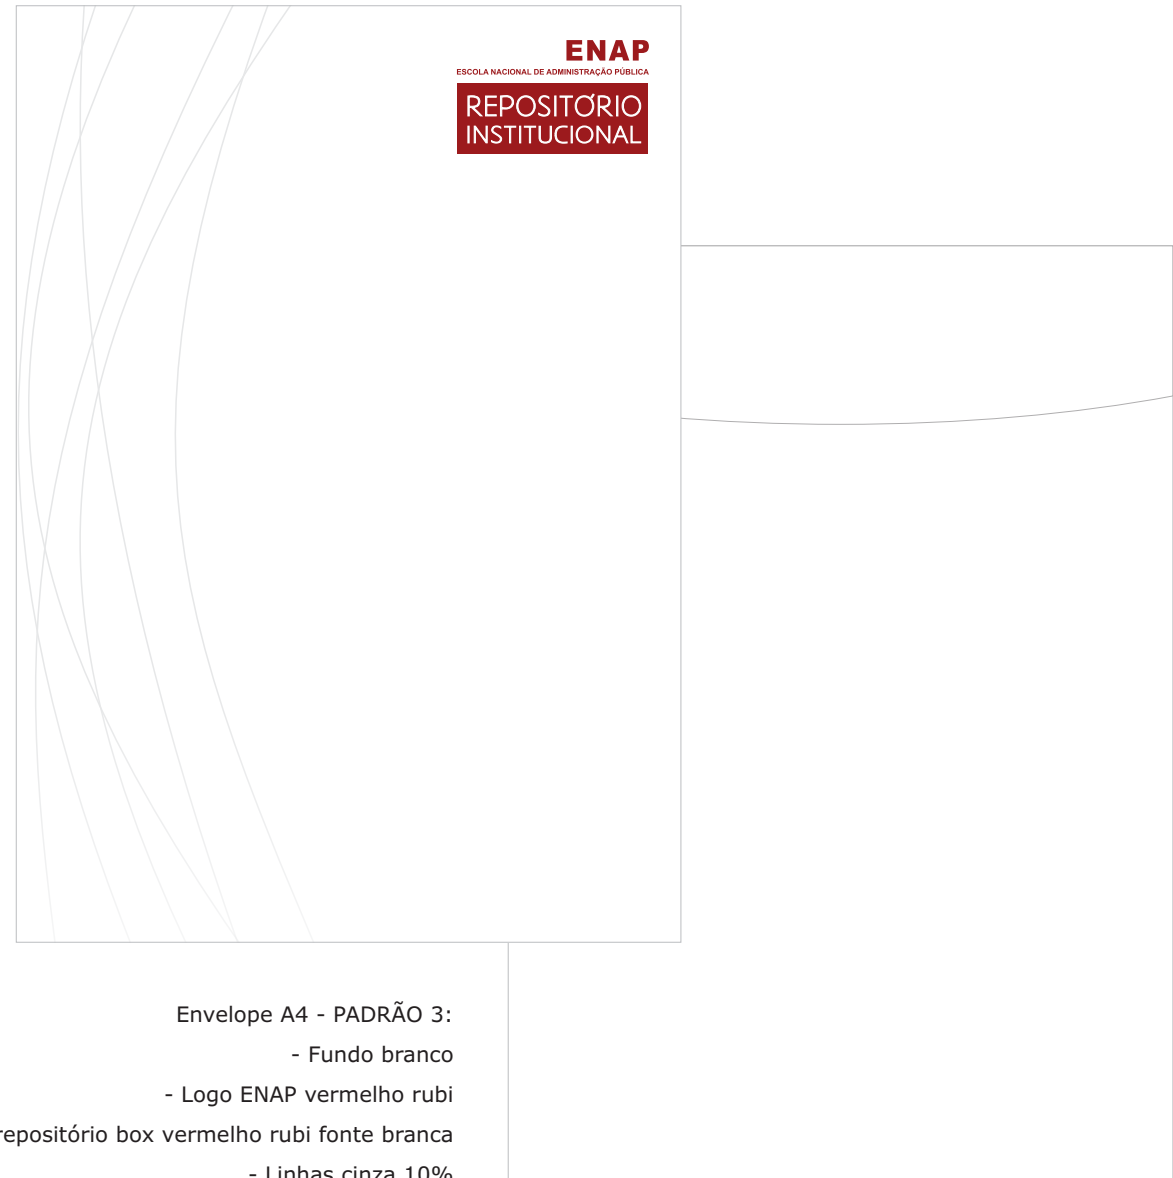 ENAP
ESCOLA NACIONAL DE ADMINISTRAÇÃO PÚBLICA
REPOSITÓRIO
INSTITUCIONAL
Envelope A4 - PADRÃO 3:
- Fundo branco
- Logo ENAP vermelho rubi
repositório box vermelho rubi fonte branca
- Linhas cinza 10%